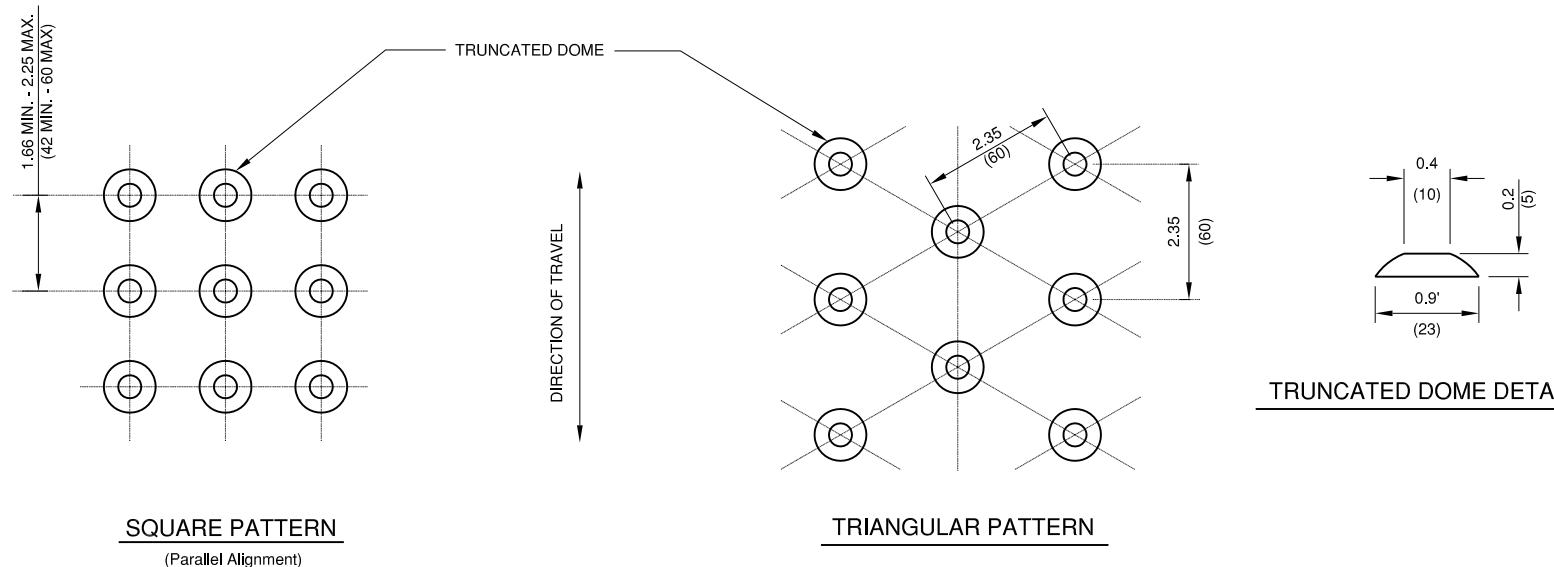 1.66 MIN. - 2.25 MAX.
(42 MIN. - 60 MAX)
TRUNCATED DOME
DIRECTION OF TRAVEL
2.35
(60)
2.35
(60)
0.4
(10)
0.2
(5)
0.9'
(23)
TRUNCATED DOME DETA
SQUARE PATTERN
(Parallel Alignment)
TRIANGULAR PATTERN